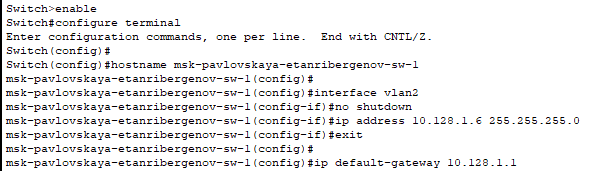 Switch>enable
Switch#configure terminal
Enter configuration commands, one per line.  End with CNTL/Z.
Switch(config)#
Switch(config)#hostname msk-pavlovskaya-etanribergenov-sw-1
msk-pavlovskaya-etanribergenov-sw-1(config)#
msk-pavlovskaya-etanribergenov-sw-1(config)#interface vlan2
msk-pavlovskaya-etanribergenov-sw-1(config-if)#no shutdown
msk-pavlovskaya-etanribergenov-sw-1(config-if)#ip address 10.128.1.6 255.255.255.0
msk-pavlovskaya-etanribergenov-sw-1(config-if)#exit
msk-pavlovskaya-etanribergenov-sw-1(config)#
msk-pavlovskaya-etanribergenov-sw-1(config)#ip default-gateway 10.128.1.1